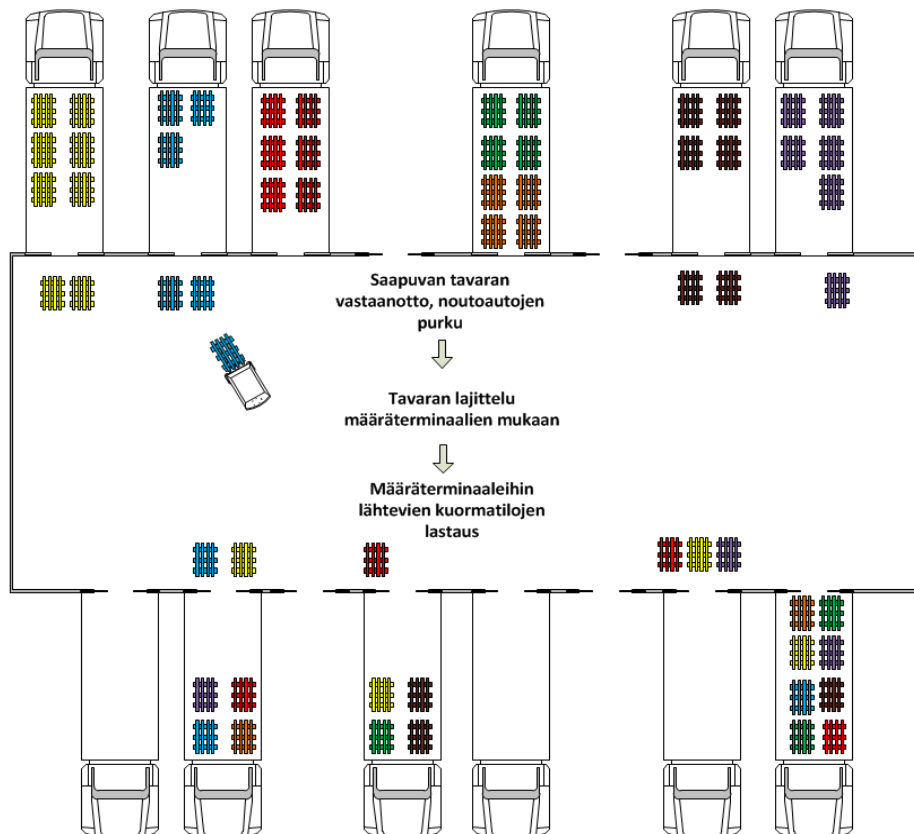 Saapuvan tavaran
vastaanotto, noutoautojen
purku
Tavaran lajittelu
määräterminaalien mukaan
Määräterminaaleihin
lähtevien kuormatilojen
lastaus